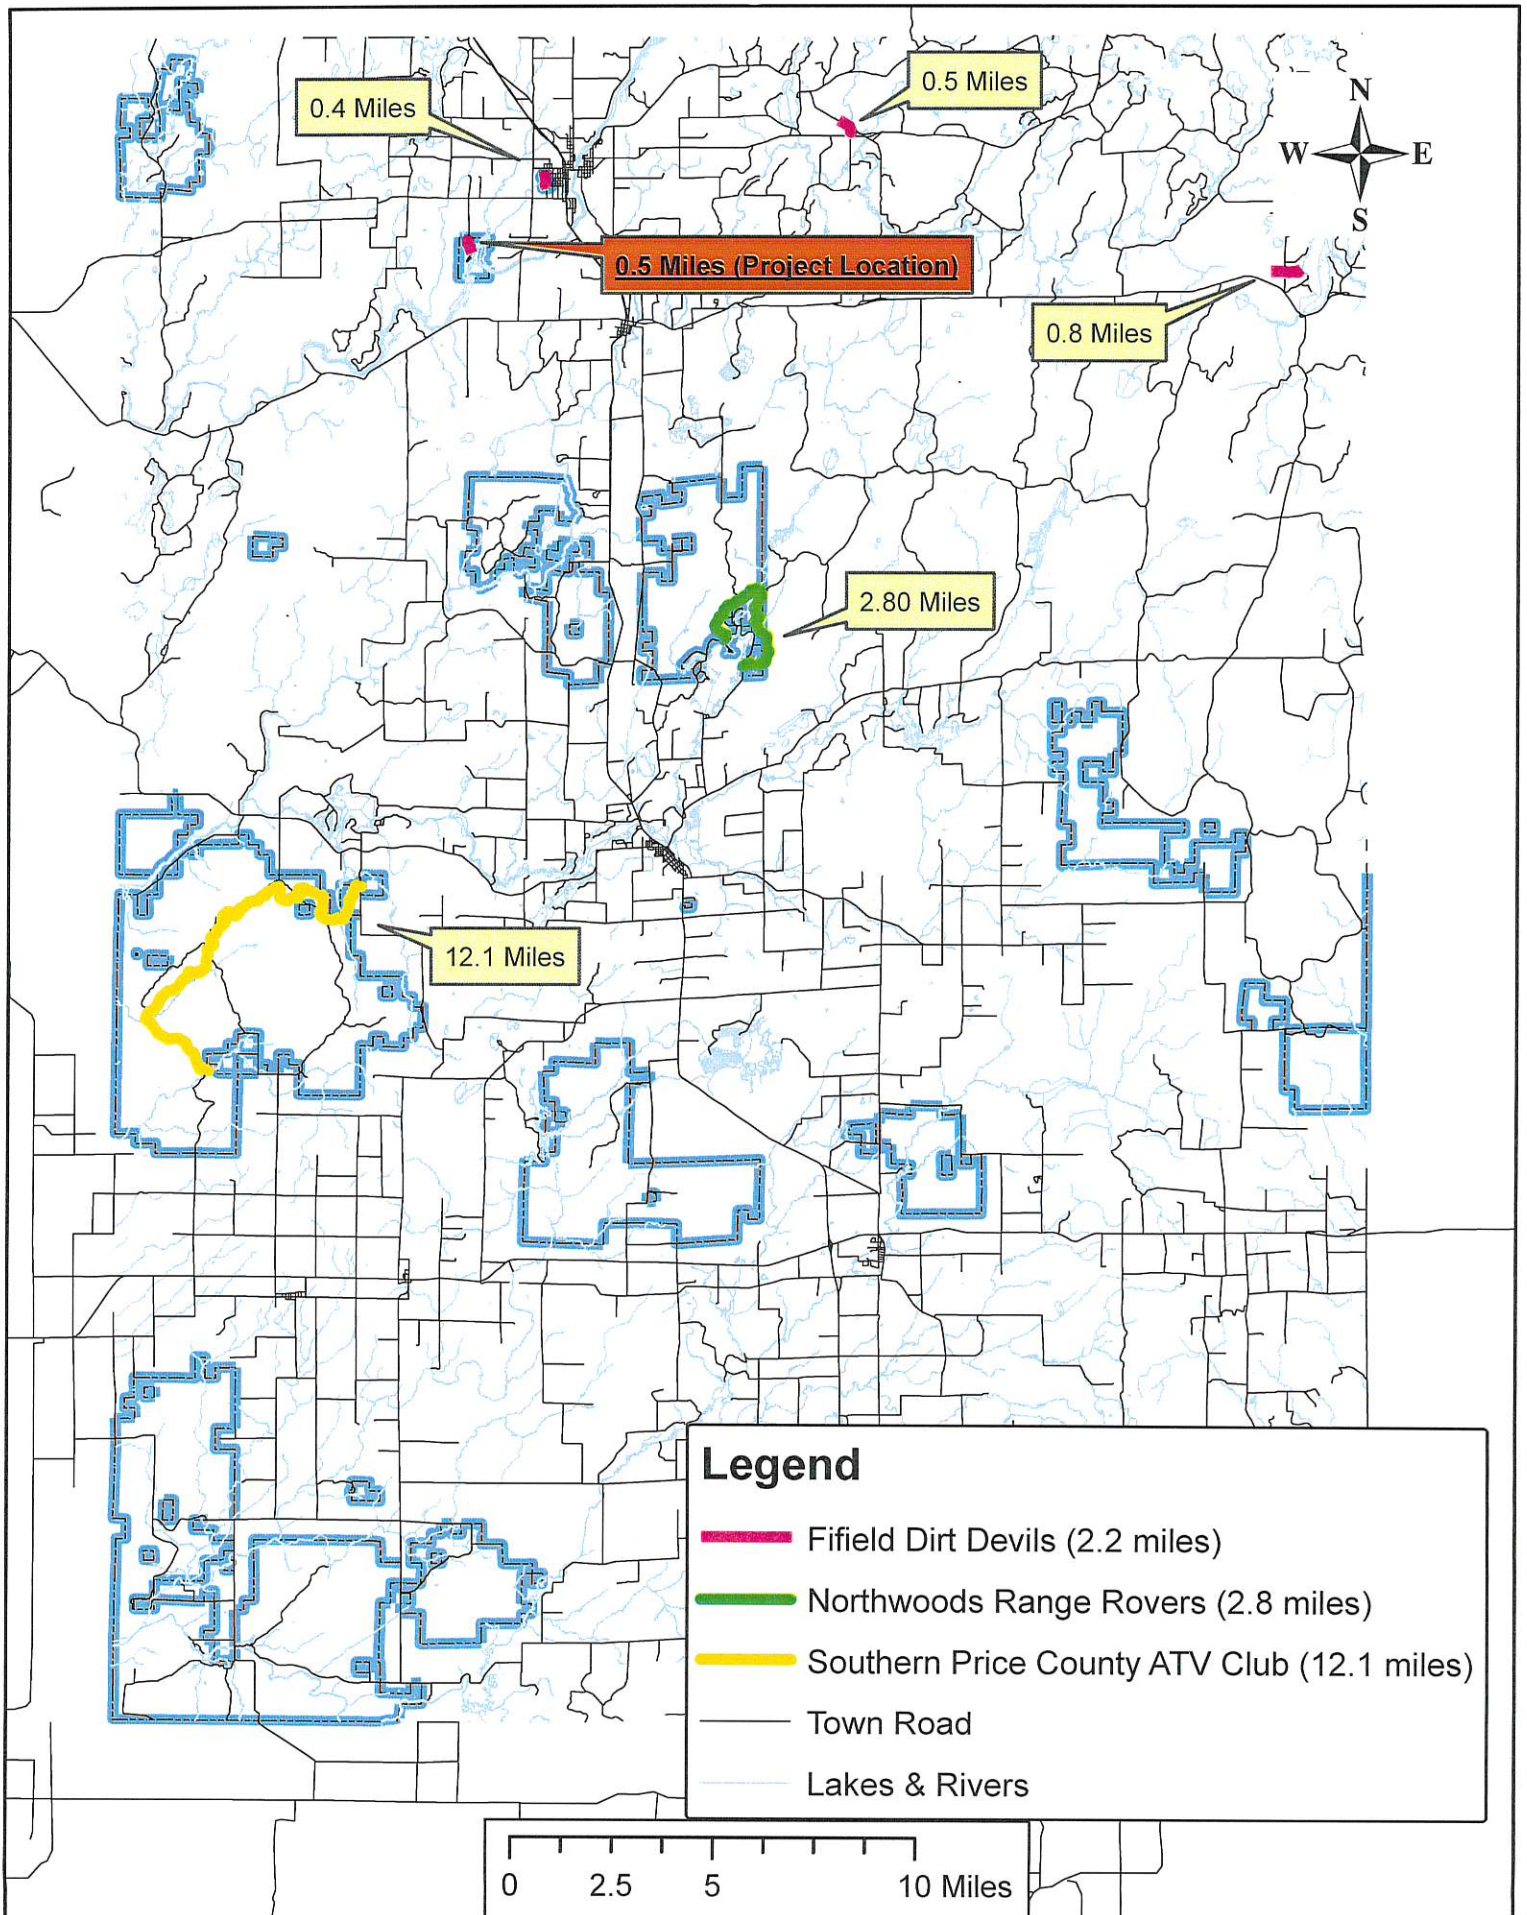 0.5 Miles
0.4 Miles
N
W
E
S
0.5 Miles (Project Location)
0.8 Miles
2.80 Miles
12.1 Miles
Legend
Fifield Dirt Devils (2.2 miles)
Northwoods Range Rovers (2.8 miles)
Southern Price County ATV Club (12.1 miles)
Town Road
Lakes & Rivers
0 2.5 5 10 Miles